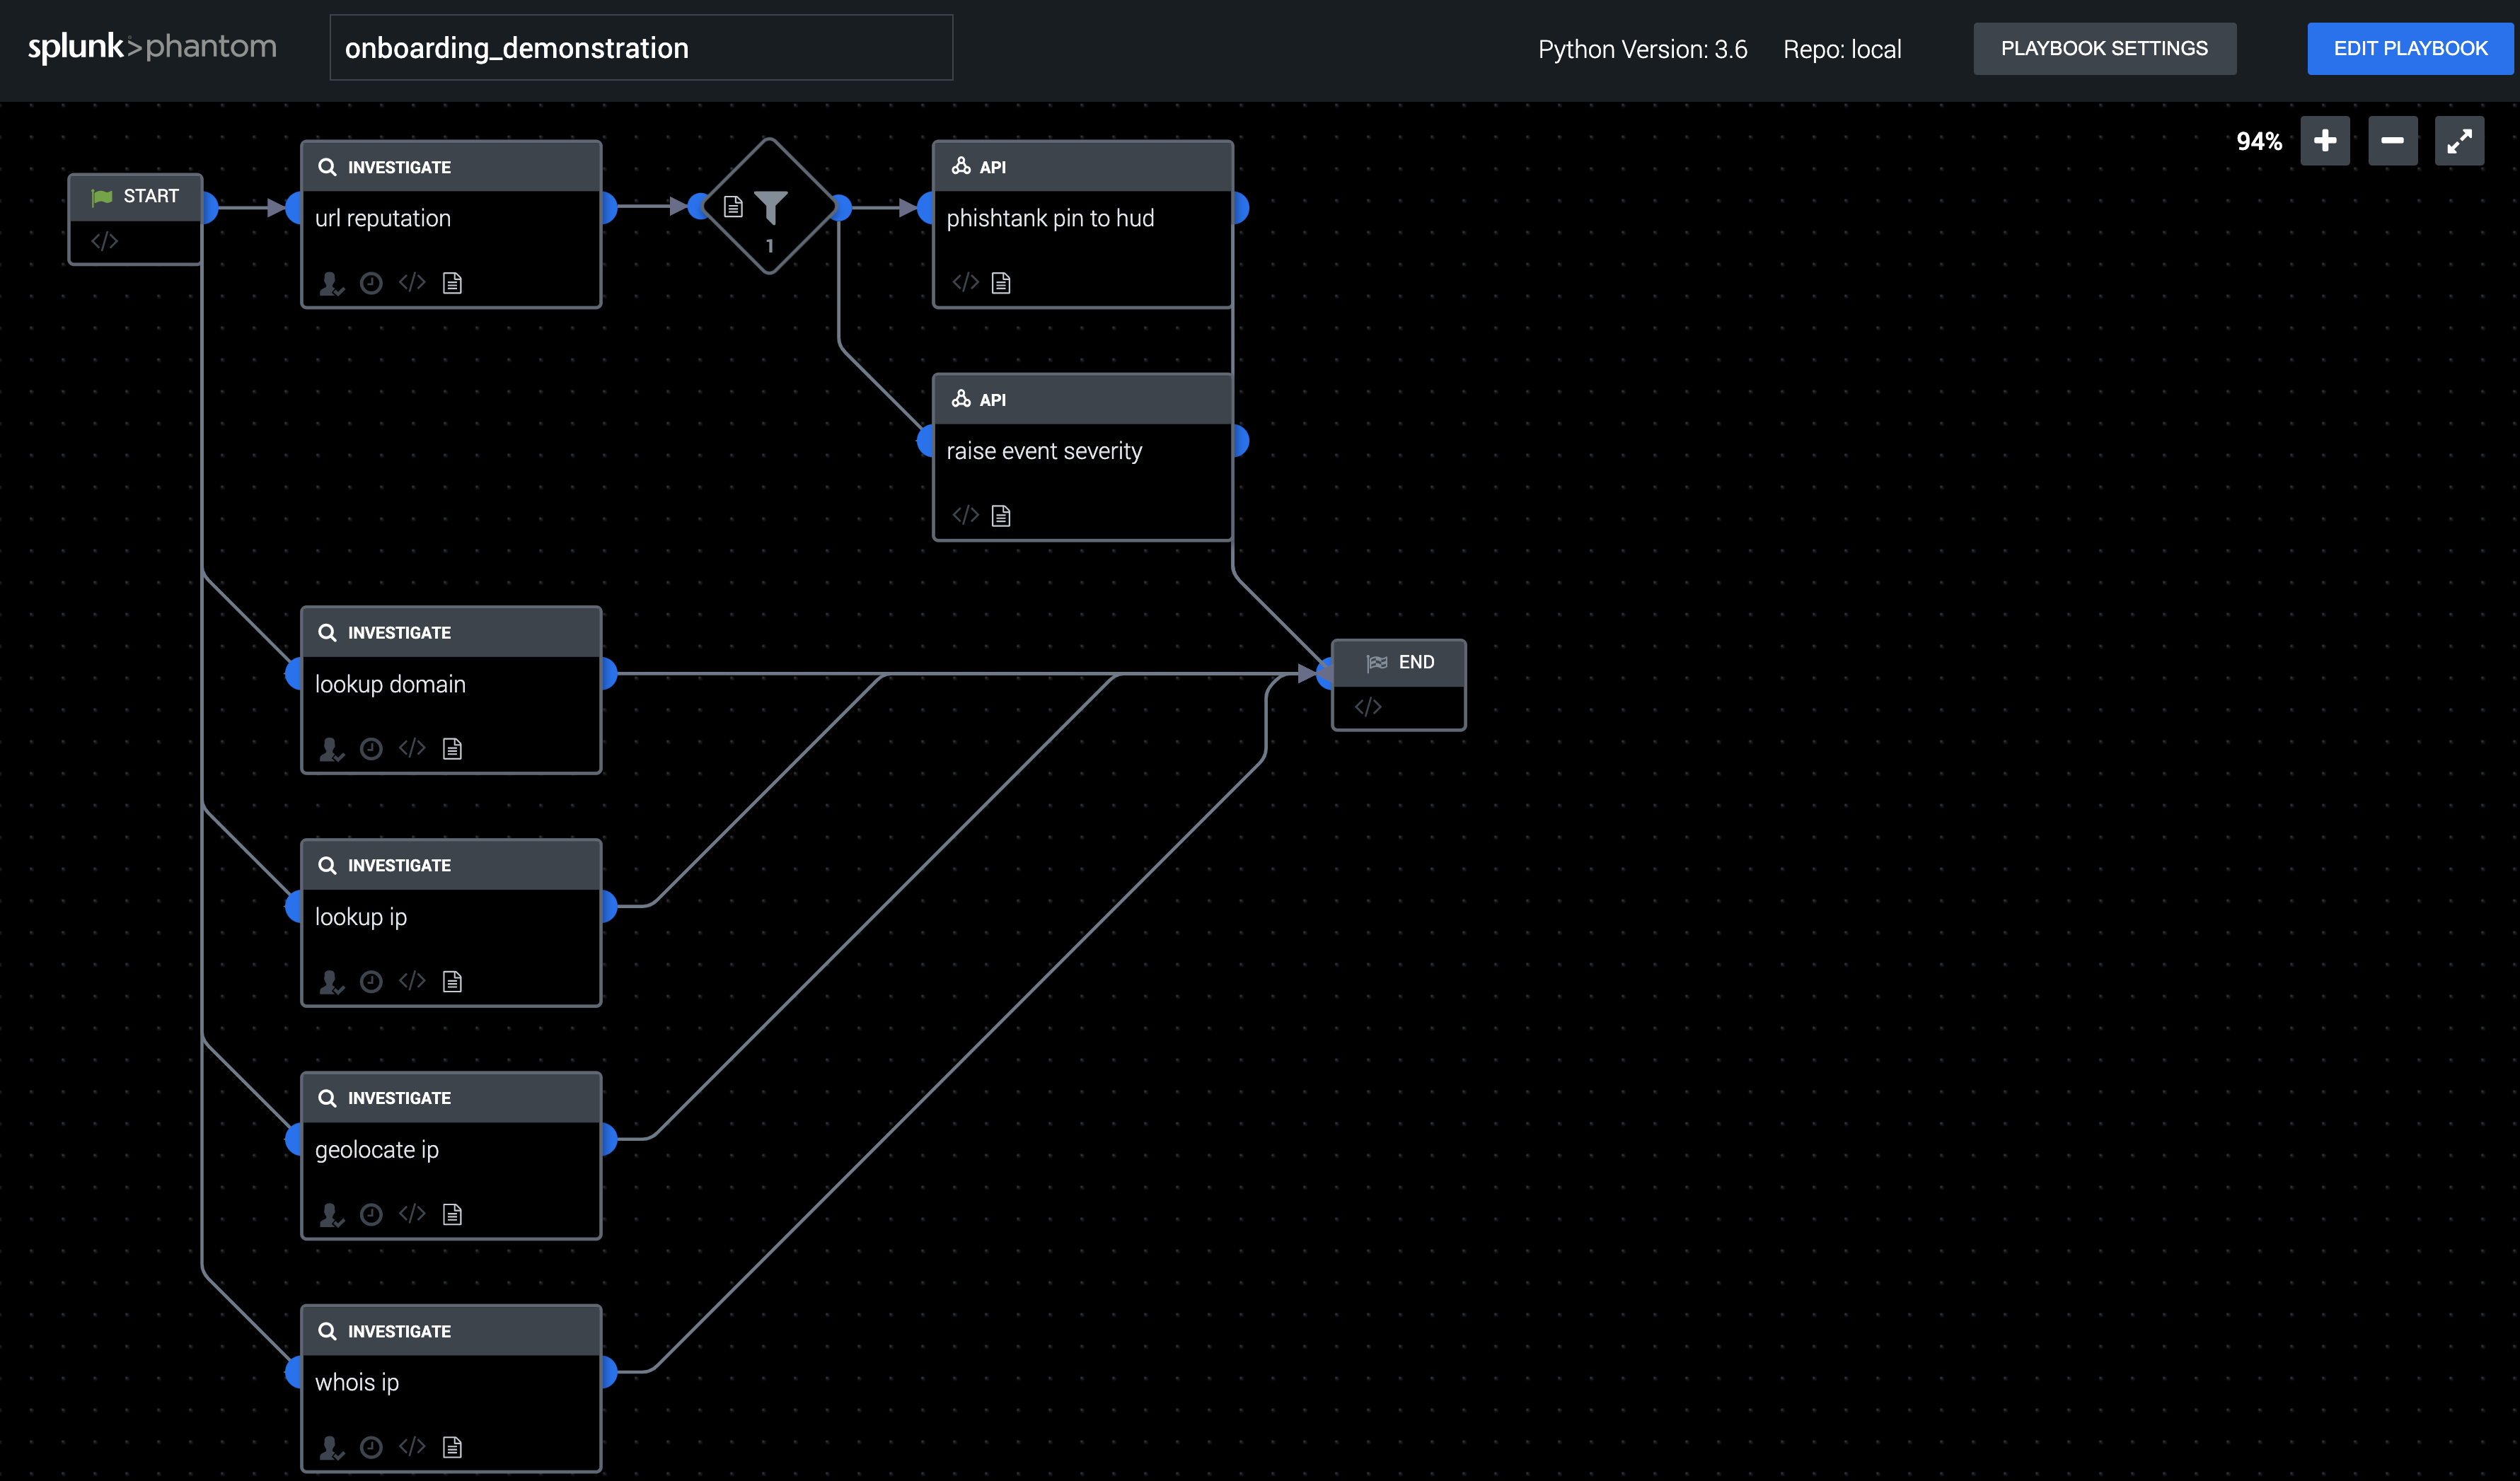 splunk>phantom
onboarding_demonstration
Python Version: 3.6
Repo: local
PLAYBOOK SETTINGS
EDIT PLAYBOOK
94%
START
</>
INVESTIGATE
url reputation
</>
1
API
phishtank pin to hud
</>
API
raise event severity
</>
INVESTIGATE
lookup domain
</>
END
</>
INVESTIGATE
lookup ip
</>
INVESTIGATE
geolocate ip
</>
INVESTIGATE
whois ip
</>